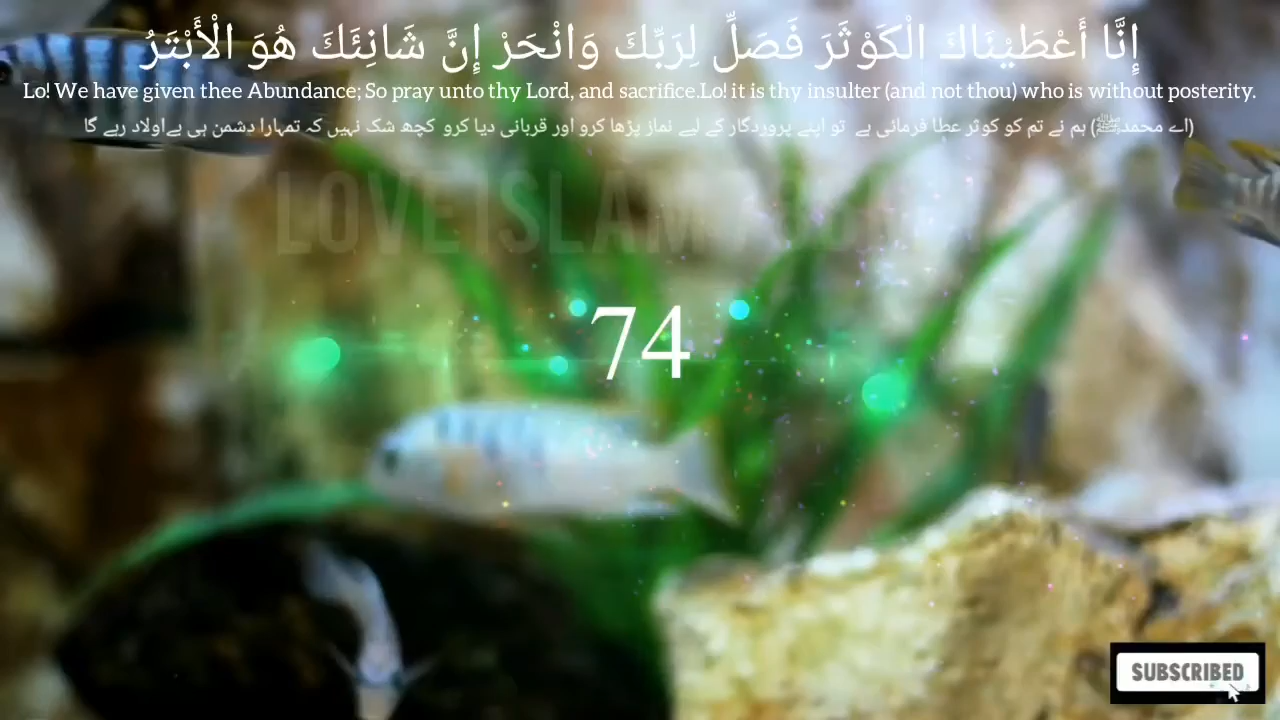 إِنَّا أَعْطَيْنَاكَ الْكَوْثَرَ فَصَلِّ لِرَبِّكَ وَانْحَرْ إِنَّ شَانِئَكَ هُوَ الْأَبْتَرُ
Lo! We have given thee Abundance; So pray unto thy Lord, and sacrifice.Lo! it is thy insulter (and not thou) who is without posterity.
(اے محمدﷺ) ہم نے تم کو کوثر عطا فرمائی ہے تو اپنے پروردگار کے لیے نماز پڑھا کرو اور قربانی دیا کرو کچھ شک نہیں کہ تمہارا دشمن ہی بےاولاد رہے گا
LOVE ISLAM
74
SUBSCRIBED